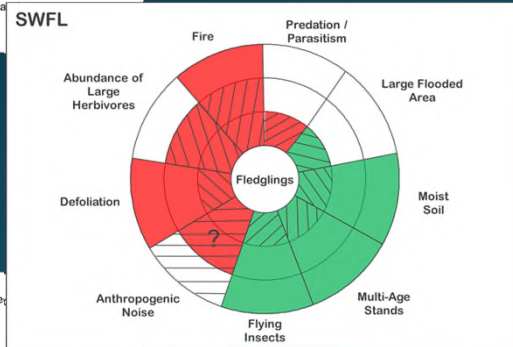 SWFL
Fire
Predation /
Parasitism
Abundance of
Large
Herbivores
Large Flooded
Area
Fledglings
Defoliation
Moist
Soil
?
Anthropogenic
Noise
Flying
Insects
Multi-Age
Stands